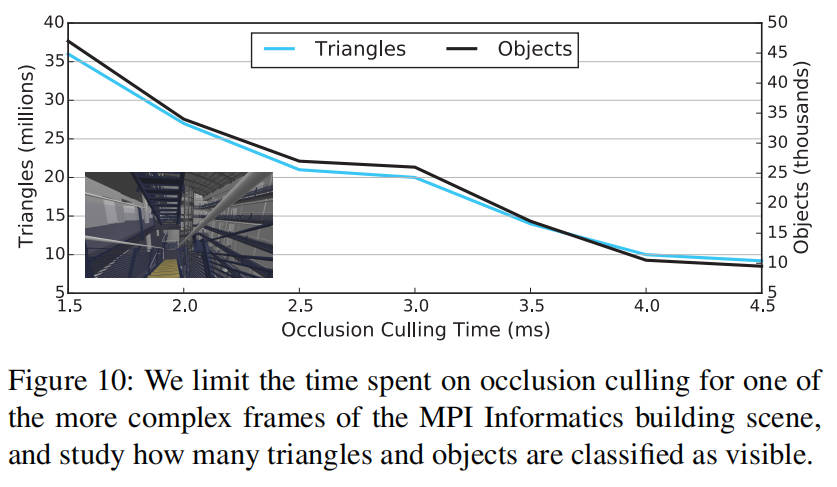 40
35
30
25
20
15
10
5
Triangles (millions)
Triangles Objects
50
45
40
35
30
25
20
15
10
5
Objects (thousands)
1.5 2.0 2.5 3.0 3.5 4.0 4.5
Occlusion Culling Time (ms)
Figure 10: We limit the time spent on occlusion culling for one of
the more complex frames of the MPI Informatics building scene,
and study how many triangles and objects are classified as visible.